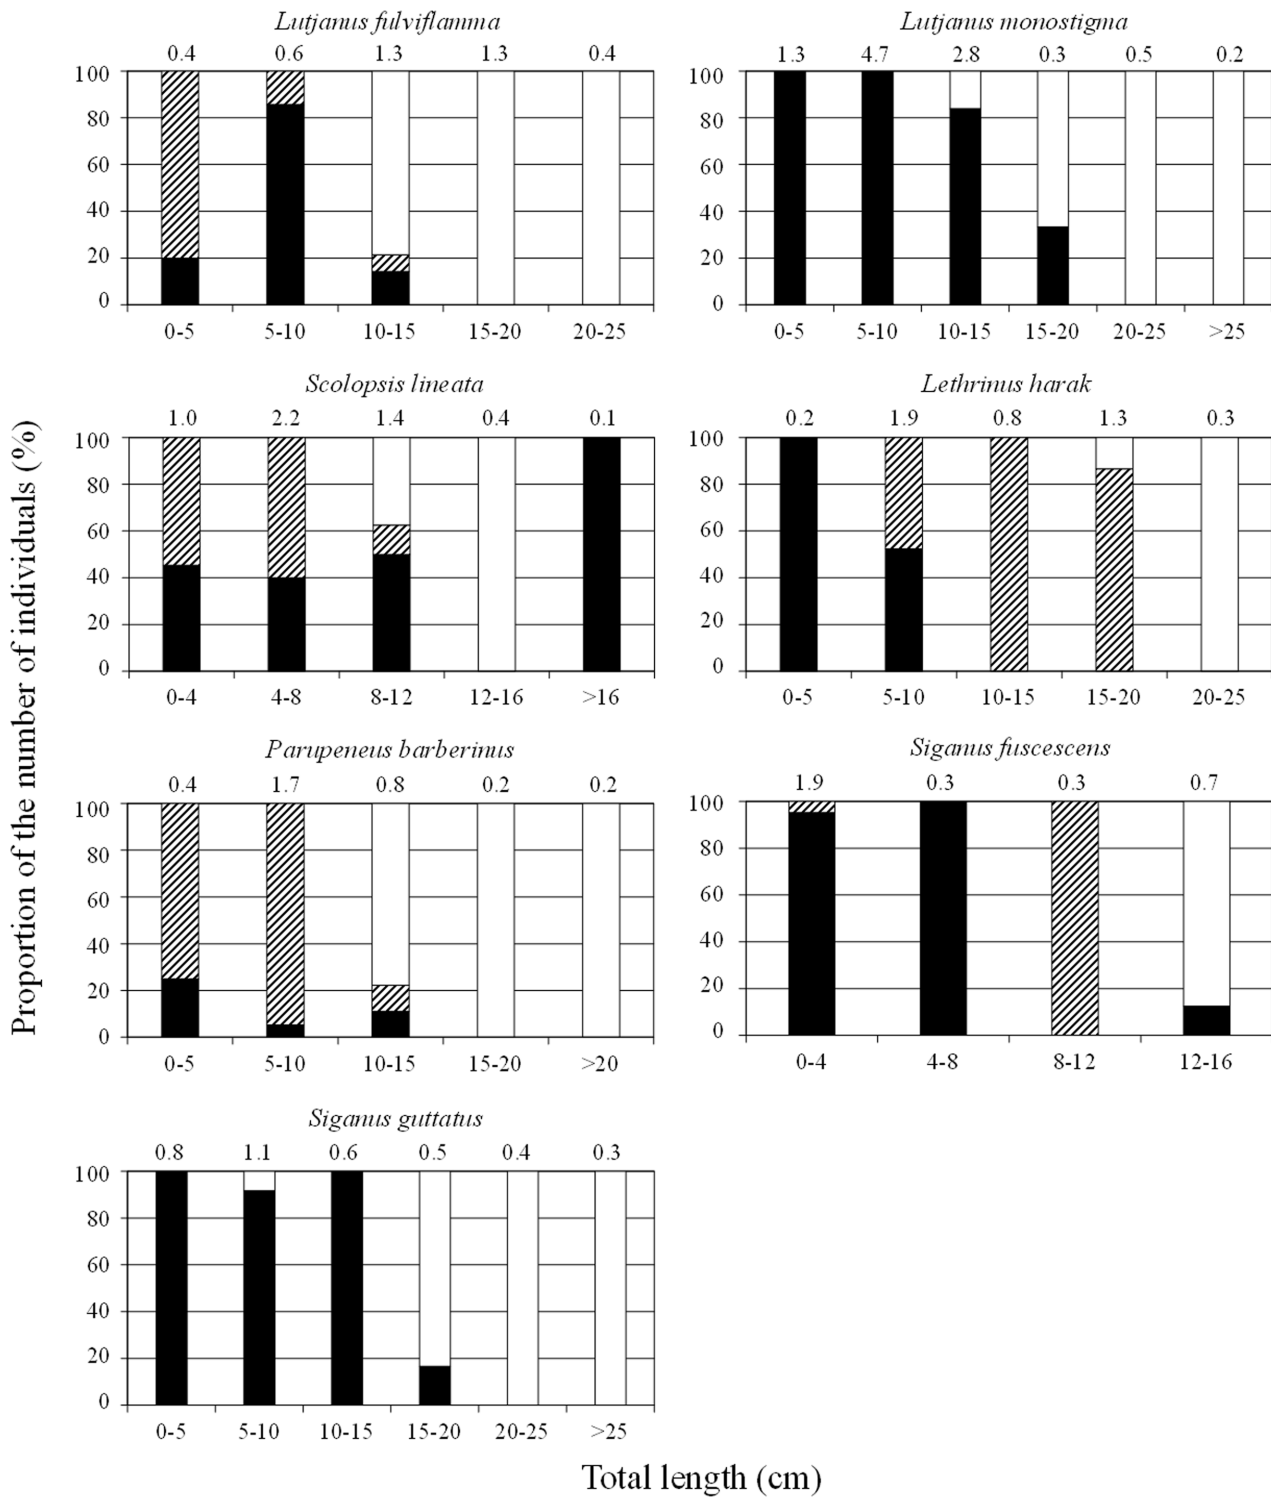 Proportion of the number of individuals (%)
Lutjanus fulviflamma
0.4 0.6 1.3 1.3 0.4
100
80
60
40
20
0
0-5 5-10 10-15 15-20 20-25
Lutjanus monostigma
1.3 4.7 2.8 0.3 0.5 0.2
100
80
60
40
20
0
0-5 5-10 10-15 15-20 20-25 >25
Scolopsis lineata
1.0 2.2 1.4 0.4 0.1
100
80
60
40
20
0
0-4 4-8 8-12 12-16 >16
Lethrinus harak
0.2 1.9 0.8 1.3 0.3
100
80
60
40
20
0
0-5 5-10 10-15 15-20 20-25
Parupeneus barberinus
0.4 1.7 0.8 0.2 0.2
100
80
60
40
20
0
0-5 5-10 10-15 15-20 >20
Siganus fuscescens
1.9 0.3 0.3 0.7
100
80
60
40
20
0
0-4 4-8 8-12 12-16
Siganus guttatus
0.8 1.1 0.6 0.5 0.4 0.3
100
80
60
40
20
0
0-5 5-10 10-15 15-20 20-25 >25
Total length (cm)